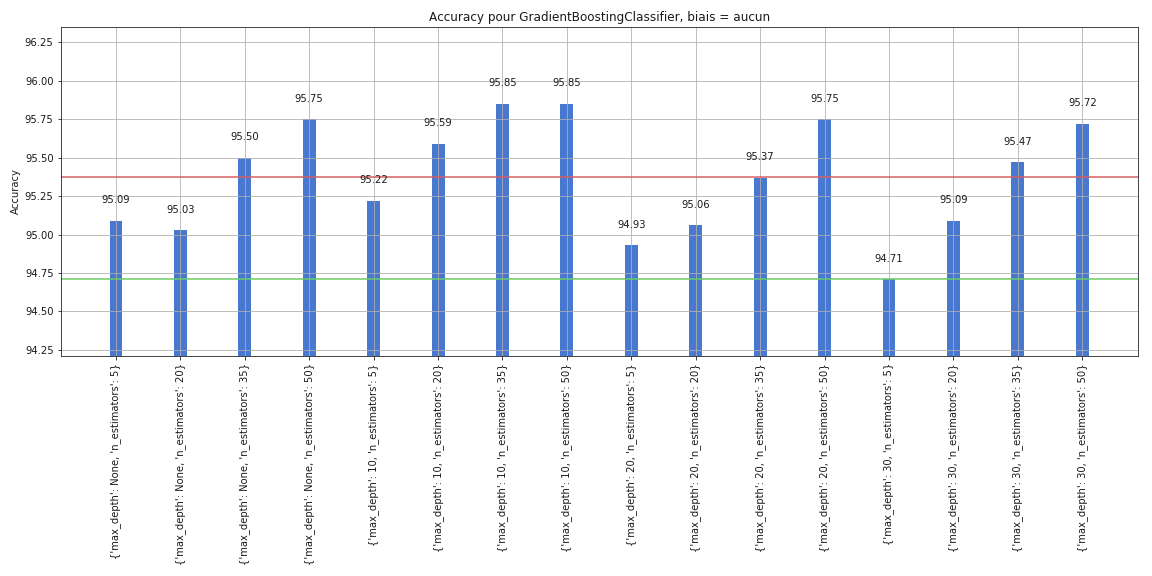 Accuracy pour GradientBoostingClassifier, biais = aucun
Accuracy
96.25
96.00
95.75
95.50
95.25
95.00
94.75
94.50
94.25
95.09
95.03
95.50
95.75
95.22
95.59
95.85
95.85
94.93
95.06
95.37
95.75
94.71
95.09
95.47
95.72
{'max_depth': None, 'n_estimators': 5}
{'max_depth': None, 'n_estimators': 20}
{'max_depth': None, 'n_estimators': 35}
{'max_depth': None, 'n_estimators': 50}
{'max_depth': 10, 'n_estimators': 5}
{'max_depth': 10, 'n_estimators': 20}
{'max_depth': 10, 'n_estimators': 35}
{'max_depth': 10, 'n_estimators': 50}
{'max_depth': 20, 'n_estimators': 5}
{'max_depth': 20, 'n_estimators': 20}
{'max_depth': 20, 'n_estimators': 35}
{'max_depth': 20, 'n_estimators': 50}
{'max_depth': 30, 'n_estimators': 5}
{'max_depth': 30, 'n_estimators': 20}
{'max_depth': 30, 'n_estimators': 35}
{'max_depth': 30, 'n_estimators': 50}